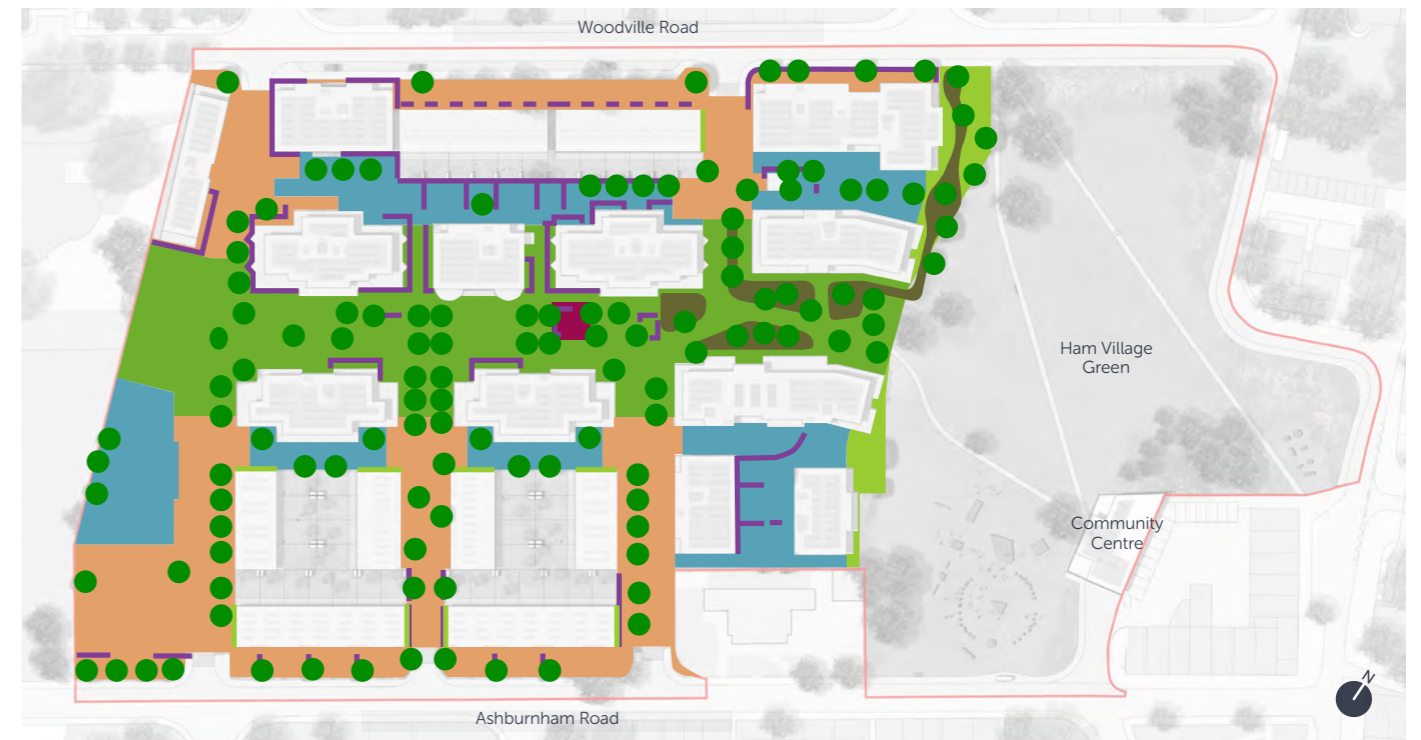 Woodville Road
Ham Village
Green
Community
Centre
N
Ashburnham Road